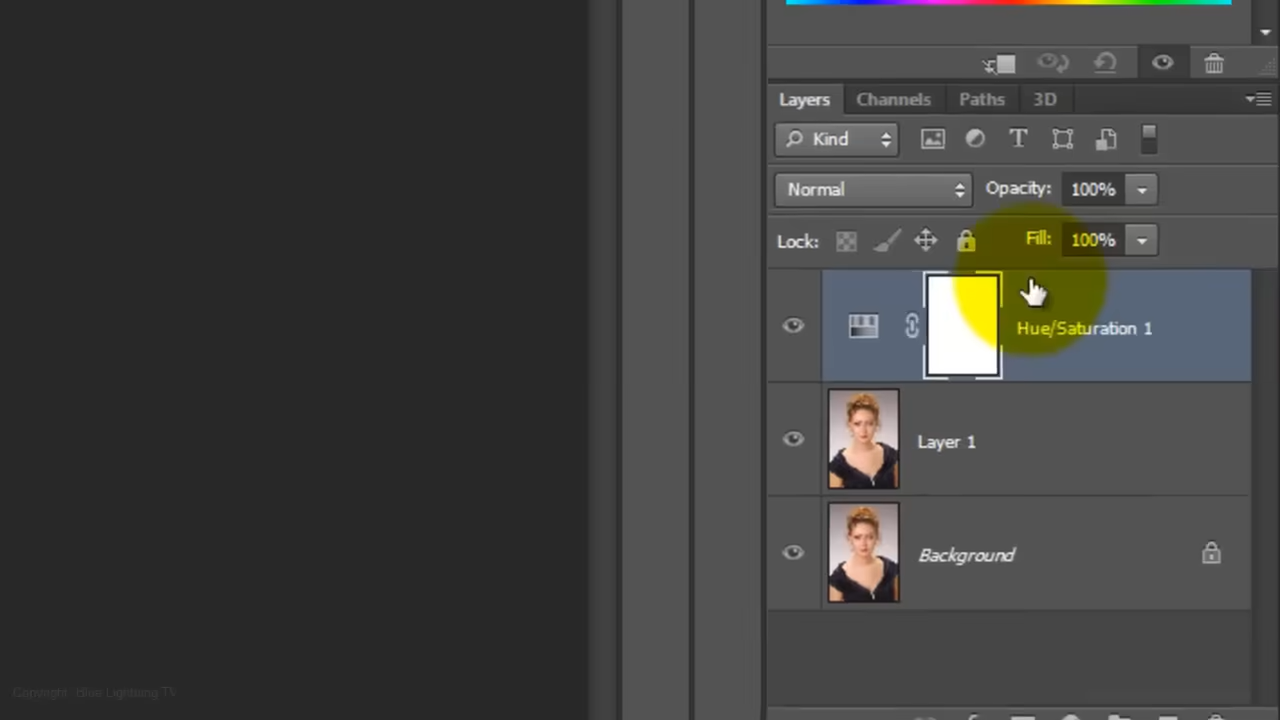 Layers Channels Paths 3D
Kind T
Normal Opacity: 100%
Lock: Fill: 100%
Hue/Saturation 1
Layer 1
Background
Copyright Blue Lightning TV